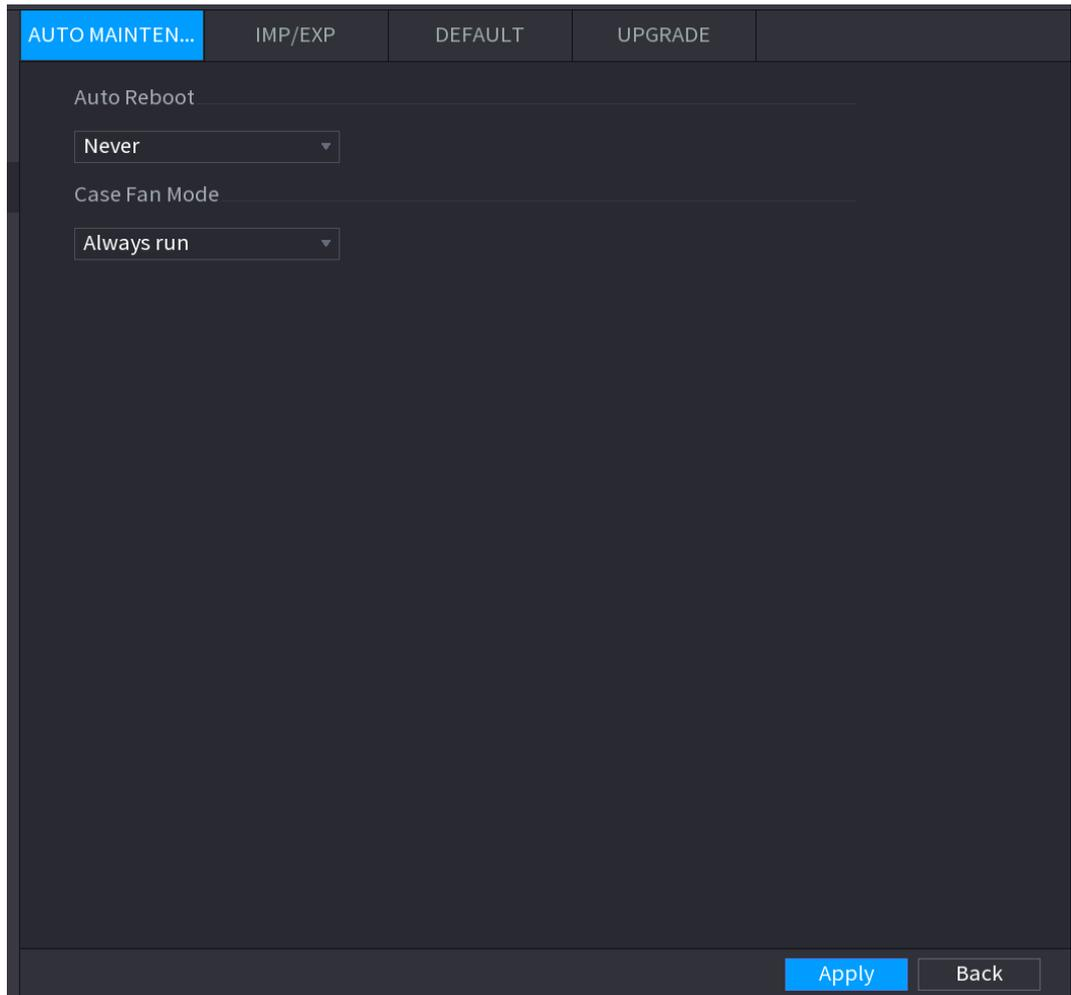 AUTO MAINTEN... IMP/EXP DEFAULT UPGRADE
Auto Reboot
Never
Case Fan Mode
Always run
Apply Back